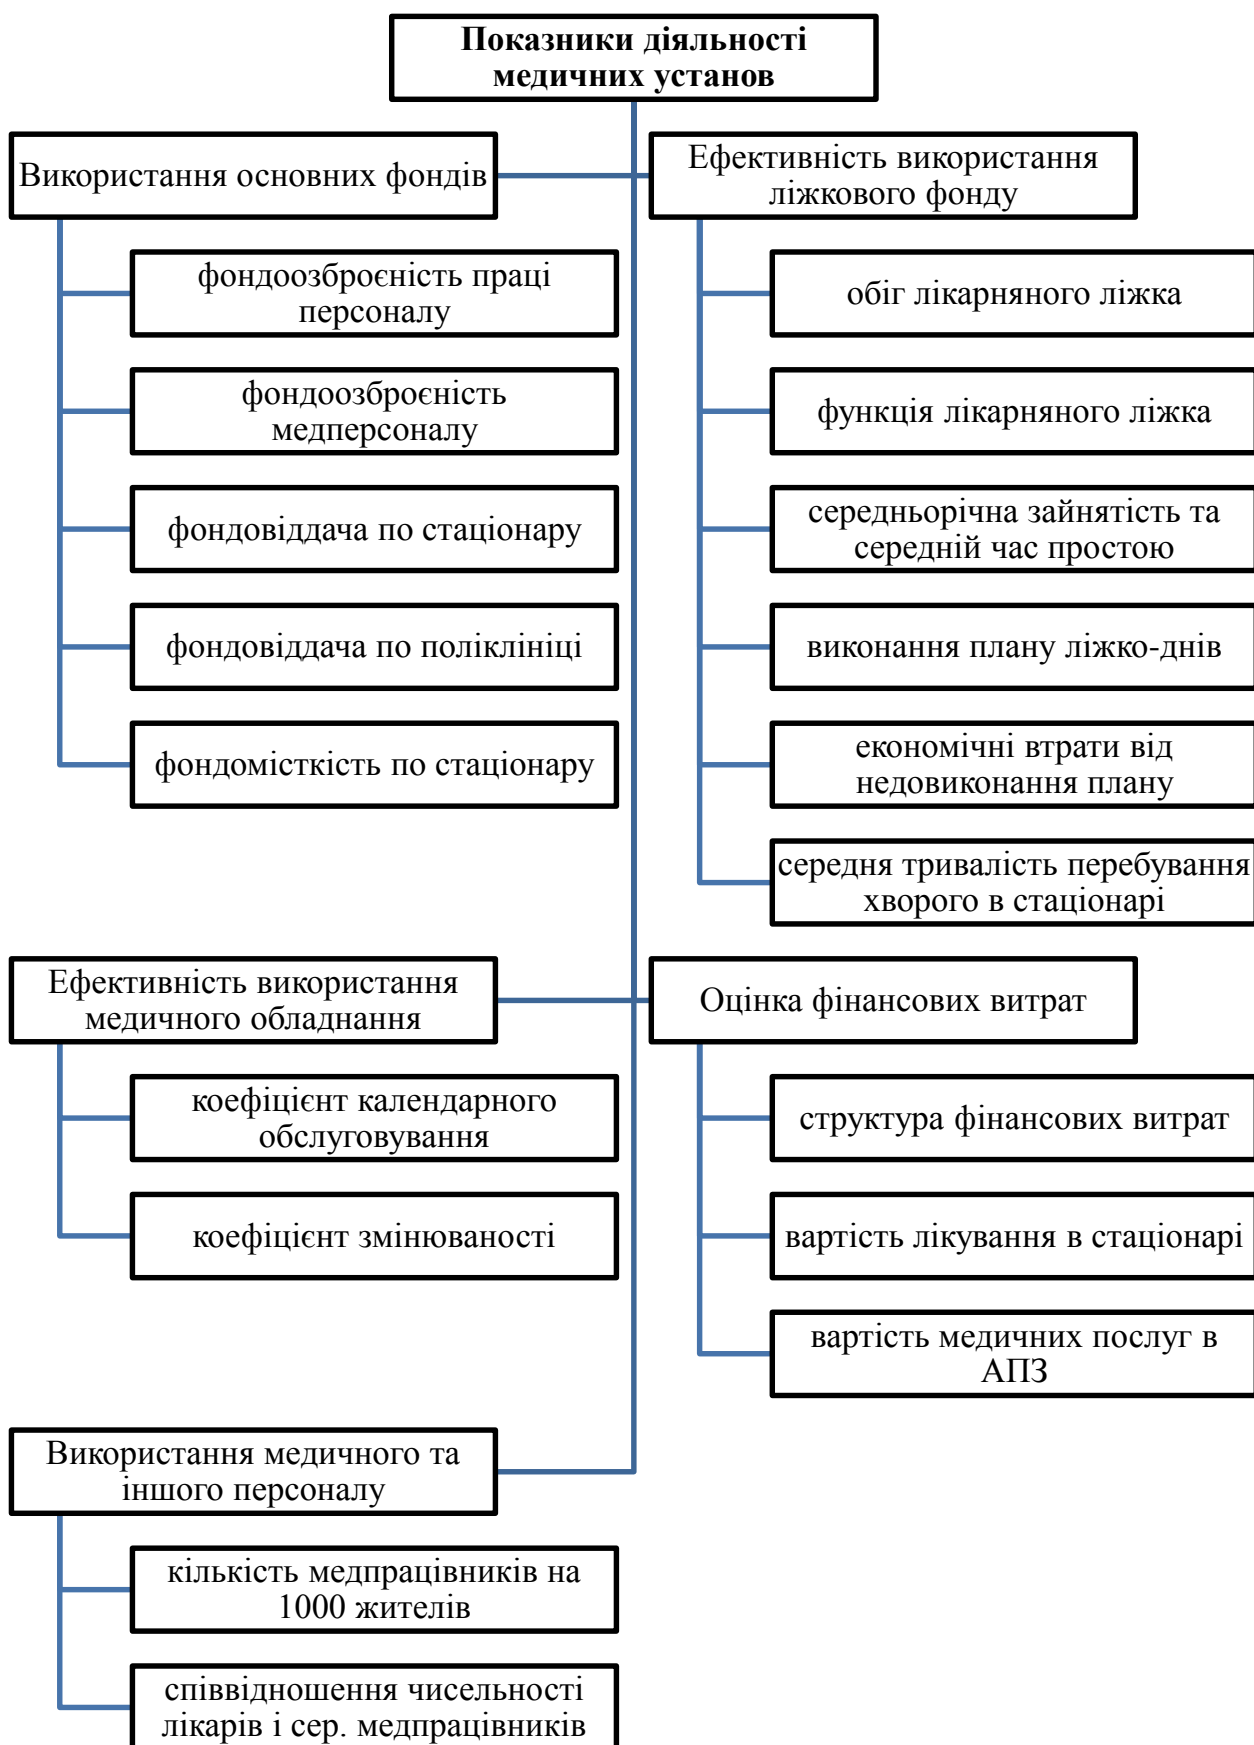 Показники діяльності
медичних установ
Використання основних фондів
фондоозброєність праці
персоналу
фондоозброєність
медперсоналу
фондовіддача по стаціонару
фондовіддача по поліклініці
фондомісткість по стаціонару
Ефективність використання
ліжкового фонду
обіг лікарняного ліжка
функція лікарняного ліжка
середньорічна зайнятість та
середній час простою
виконання плану ліжко-днів
економічні втрати від
недовиконання плану
середня тривалість перебування
хворого в стаціонарі
Ефективність використання
медичного обладнання
коефіцієнт календарного
обслуговування
коефіцієнт змінюваності
Оцінка фінансових витрат
структура фінансових витрат
вартість лікування в стаціонарі
вартість медичних послуг в
АПЗ
Використання медичного та
іншого персоналу
кількість медпрацівників на
1000 жителів
співвідношення чисельності
лікарів і сер. медпрацівників